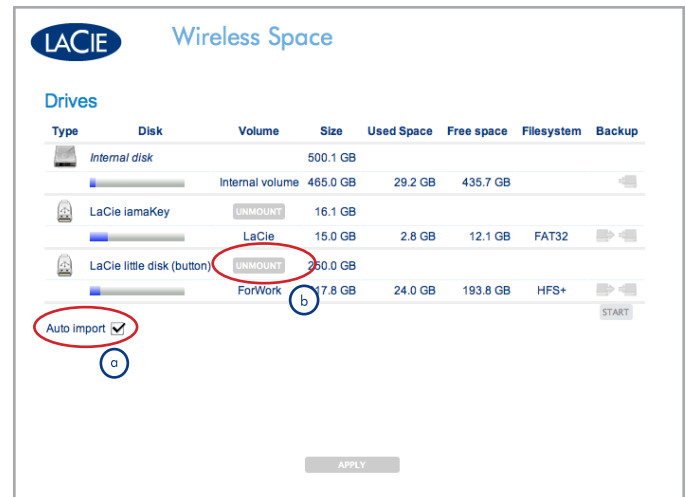 LACIE Wireless Space
Drives
Type Disk Volume Size Used Space Free space Filesystem Backup
Internal disk 500.1 GB
Internal volume 465.0 GB 29.2 GB 435.7 GB
LaCie iamaKey UNMOUNT 16.1 GB
LaCie 15.0 GB 2.8 GB 12.1 GB FAT32
LaCie little disk (button) UNMOUNT 250.0 GB
ForWork 17.8 GB 24.0 GB 193.8 GB HFS+
b
START
Auto import
a
APPLY